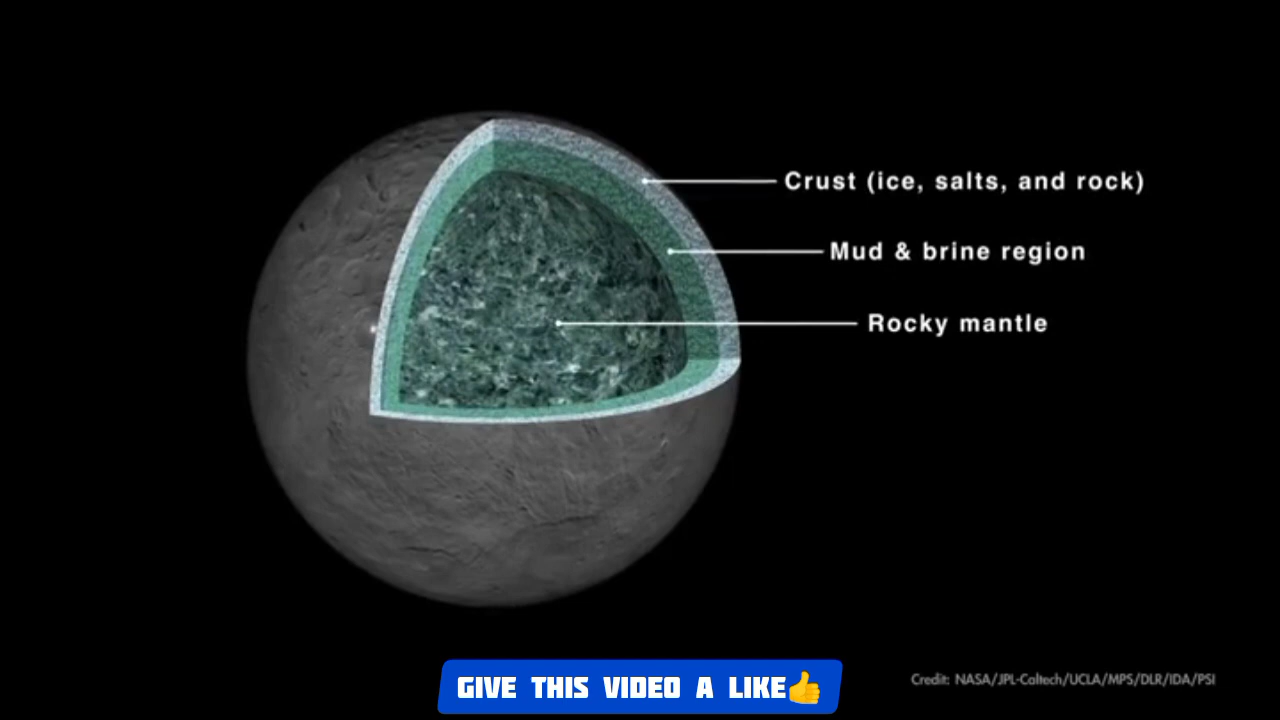 Crust (ice, salts, and rock)
Mud & brine region
Rocky mantle
GIVE THIS VIDEO A LIKE👍
Credit: NASA/JPL-Caltech/UCLA/MPS/DLR/IDA/PSI